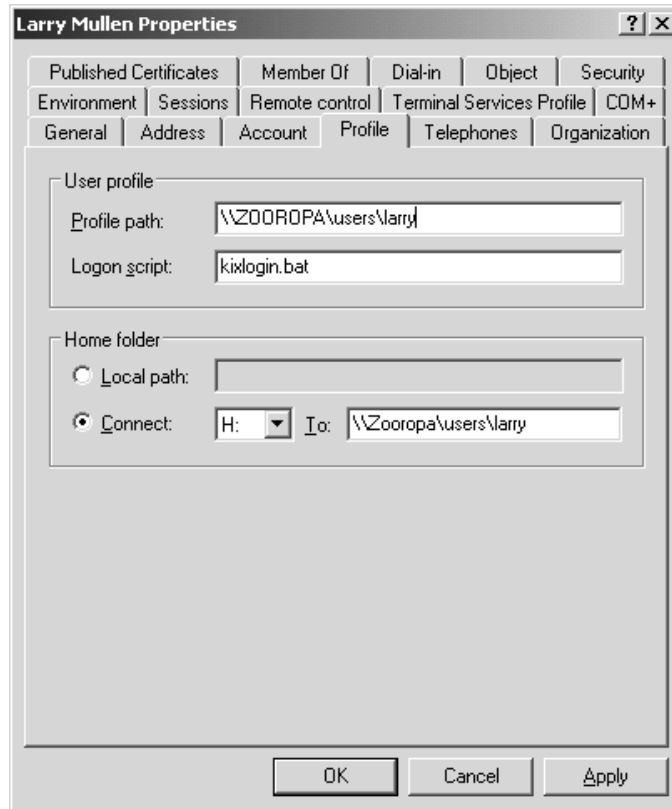 Larry Mullen Properties ? X
Published Certificates Member Of Dial-in Object Security
Environment Sessions Remote control Terminal Services Profile COM+
General Address Account Profile Telephones Organization
User profile
Profile path: \\ZOOROPA\users\larry
Logon script: kixlogin.bat
Home folder
Local path:
Connect: H: To: \\Zooropa\users\larry
OK Cancel Apply